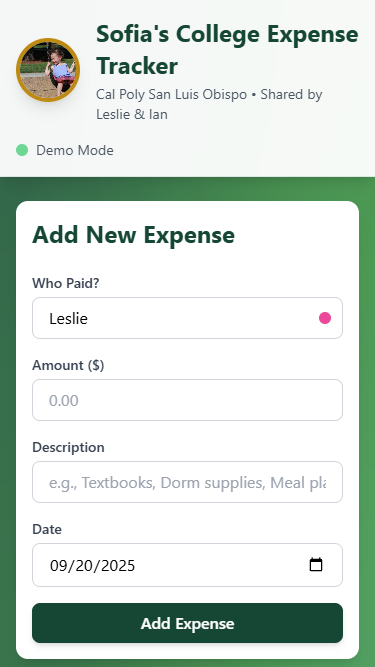 Sofia's College Expense
Tracker
Cal Poly San Luis Obispo • Shared by
Leslie & Ian
Demo Mode
Add New Expense
Who Paid?
Leslie
Amount ($)
0.00
Description
e.g., Textbooks, Dorm supplies, Meal pla
Date
09/20/2025
Add Expense